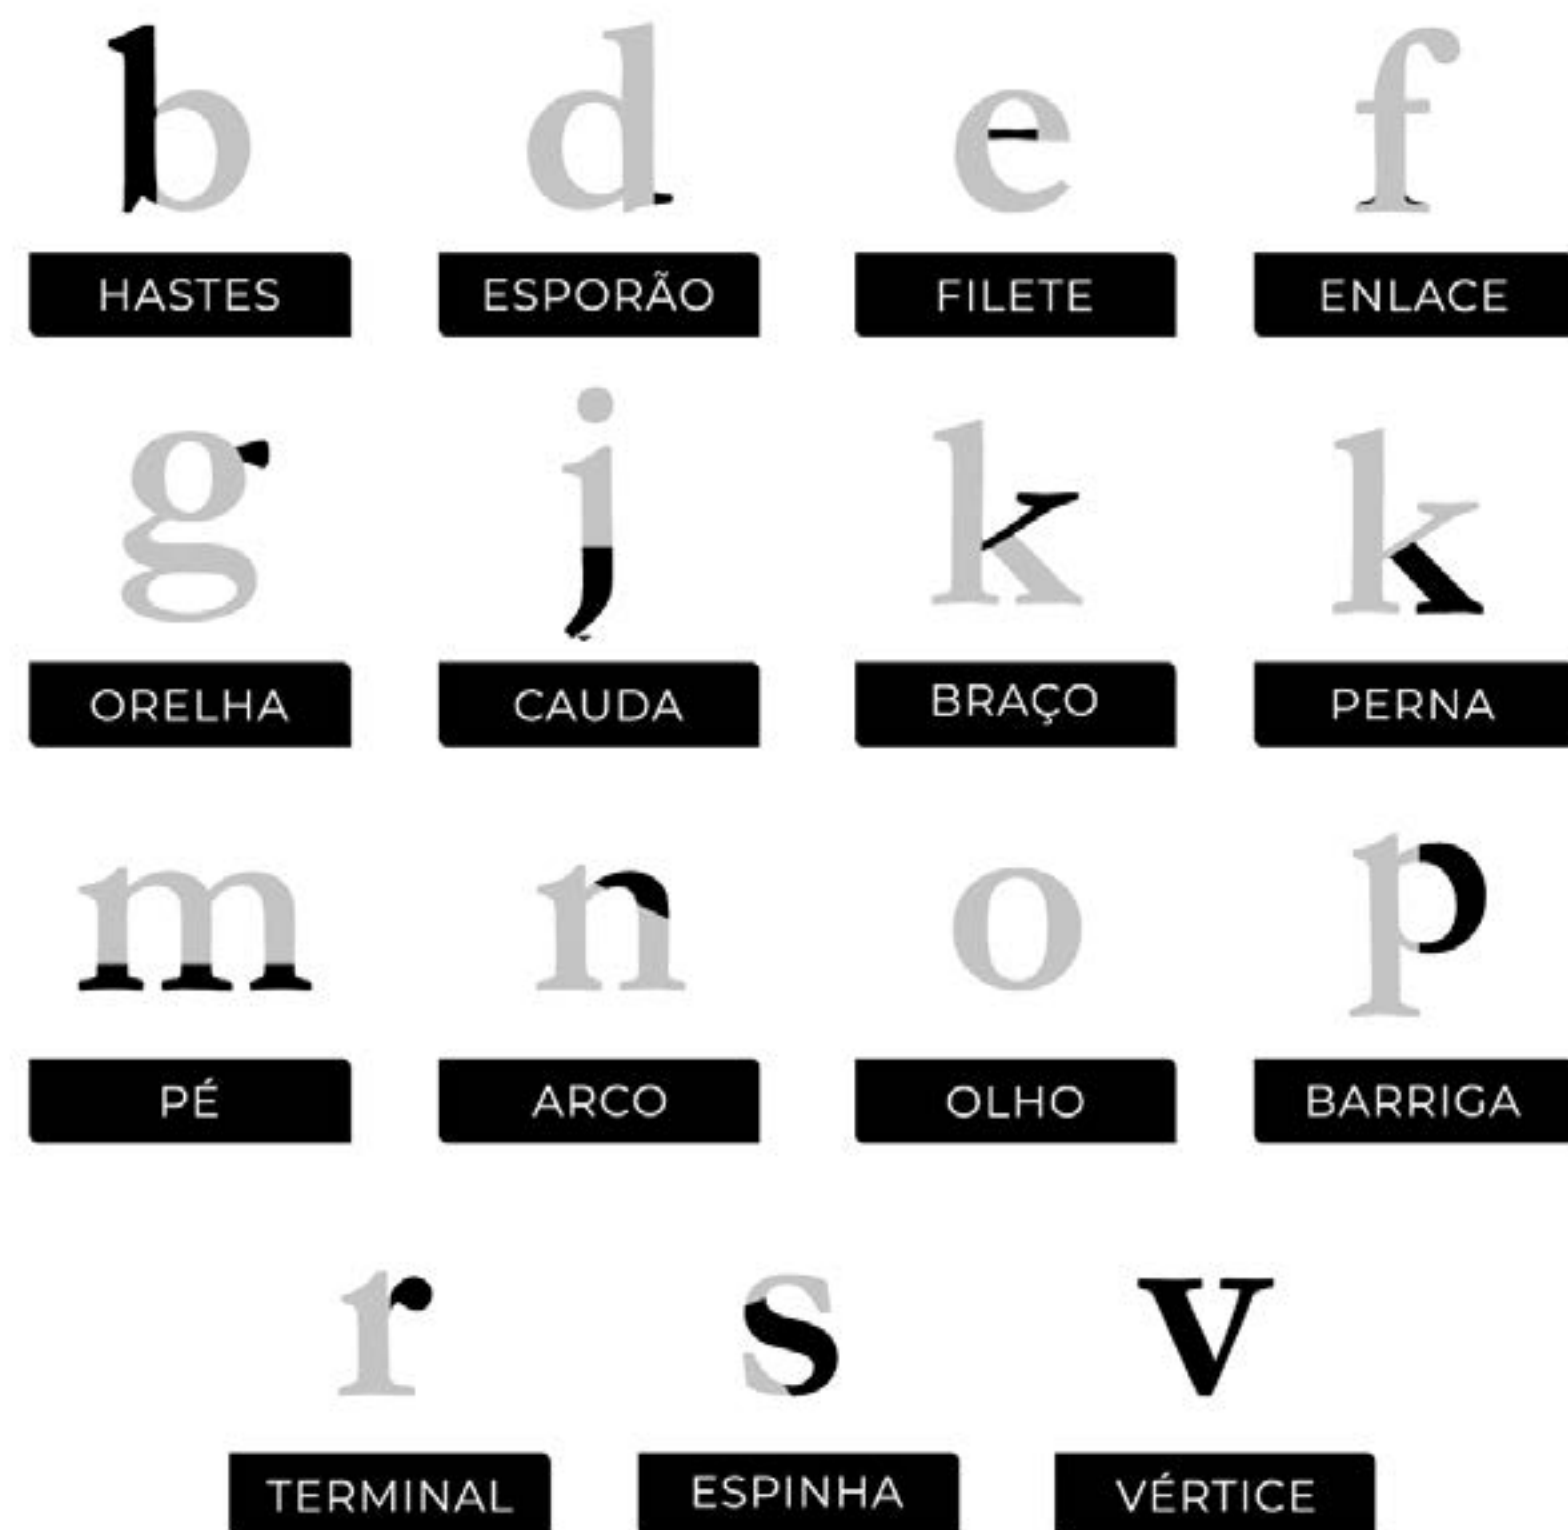 b d e f
HASTES ESPORÃO FILETE ENLACE
g j k k
ORELHA CAUDA BRAÇO PERNA
m n o p
PÉ ARCO OLHO BARRIGA
r s v
TERMINAL ESPINHA VÉRTICE